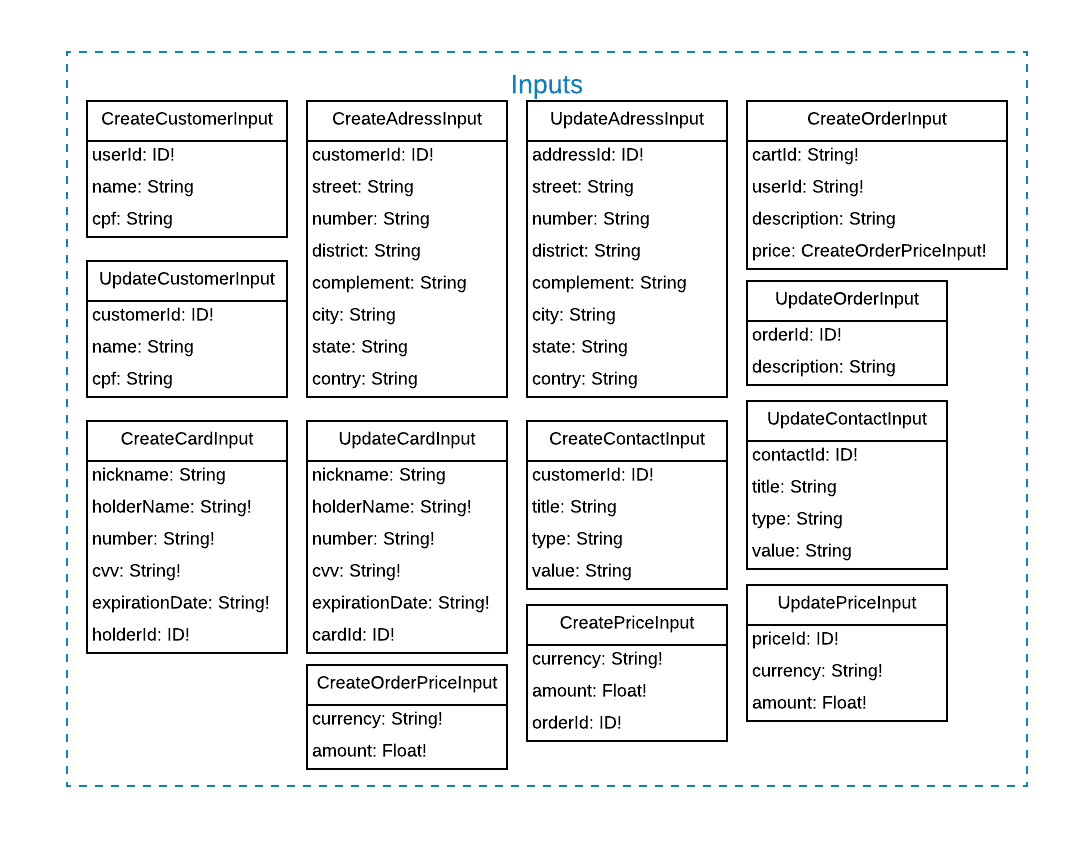 Inputs
CreateCustomerInput
userId: ID!
name: String
cpf: String
UpdateCustomerInput
customerId: ID!
name: String
cpf: String
CreateCardInput
nickname: String
holderName: String!
number: String!
cvv: String!
expirationDate: String!
holderId: ID!
CreateAdressInput
customerId: ID!
street: String
number: String
district: String
complement: String
city: String
state: String
contry: String
UpdateCardInput
nickname: String
holderName: String!
number: String!
cvv: String!
expirationDate: String!
cardId: ID!
CreateOrderPriceInput
currency: String!
amount: Float!
UpdateAdressInput
addressId: ID!
street: String
number: String
district: String
complement: String
city: String
state: String
contry: String
CreateContactInput
customerId: ID!
title: String
type: String
value: String
CreatePriceInput
currency: String!
amount: Float!
orderId: ID!
CreateOrderInput
cartId: String!
userId: String!
description: String
price: CreateOrderPriceInput!
UpdateOrderInput
orderId: ID!
description: String
UpdateContactInput
contactId: ID!
title: String
type: String
value: String
UpdatePriceInput
priceId: ID!
currency: String!
amount: Float!